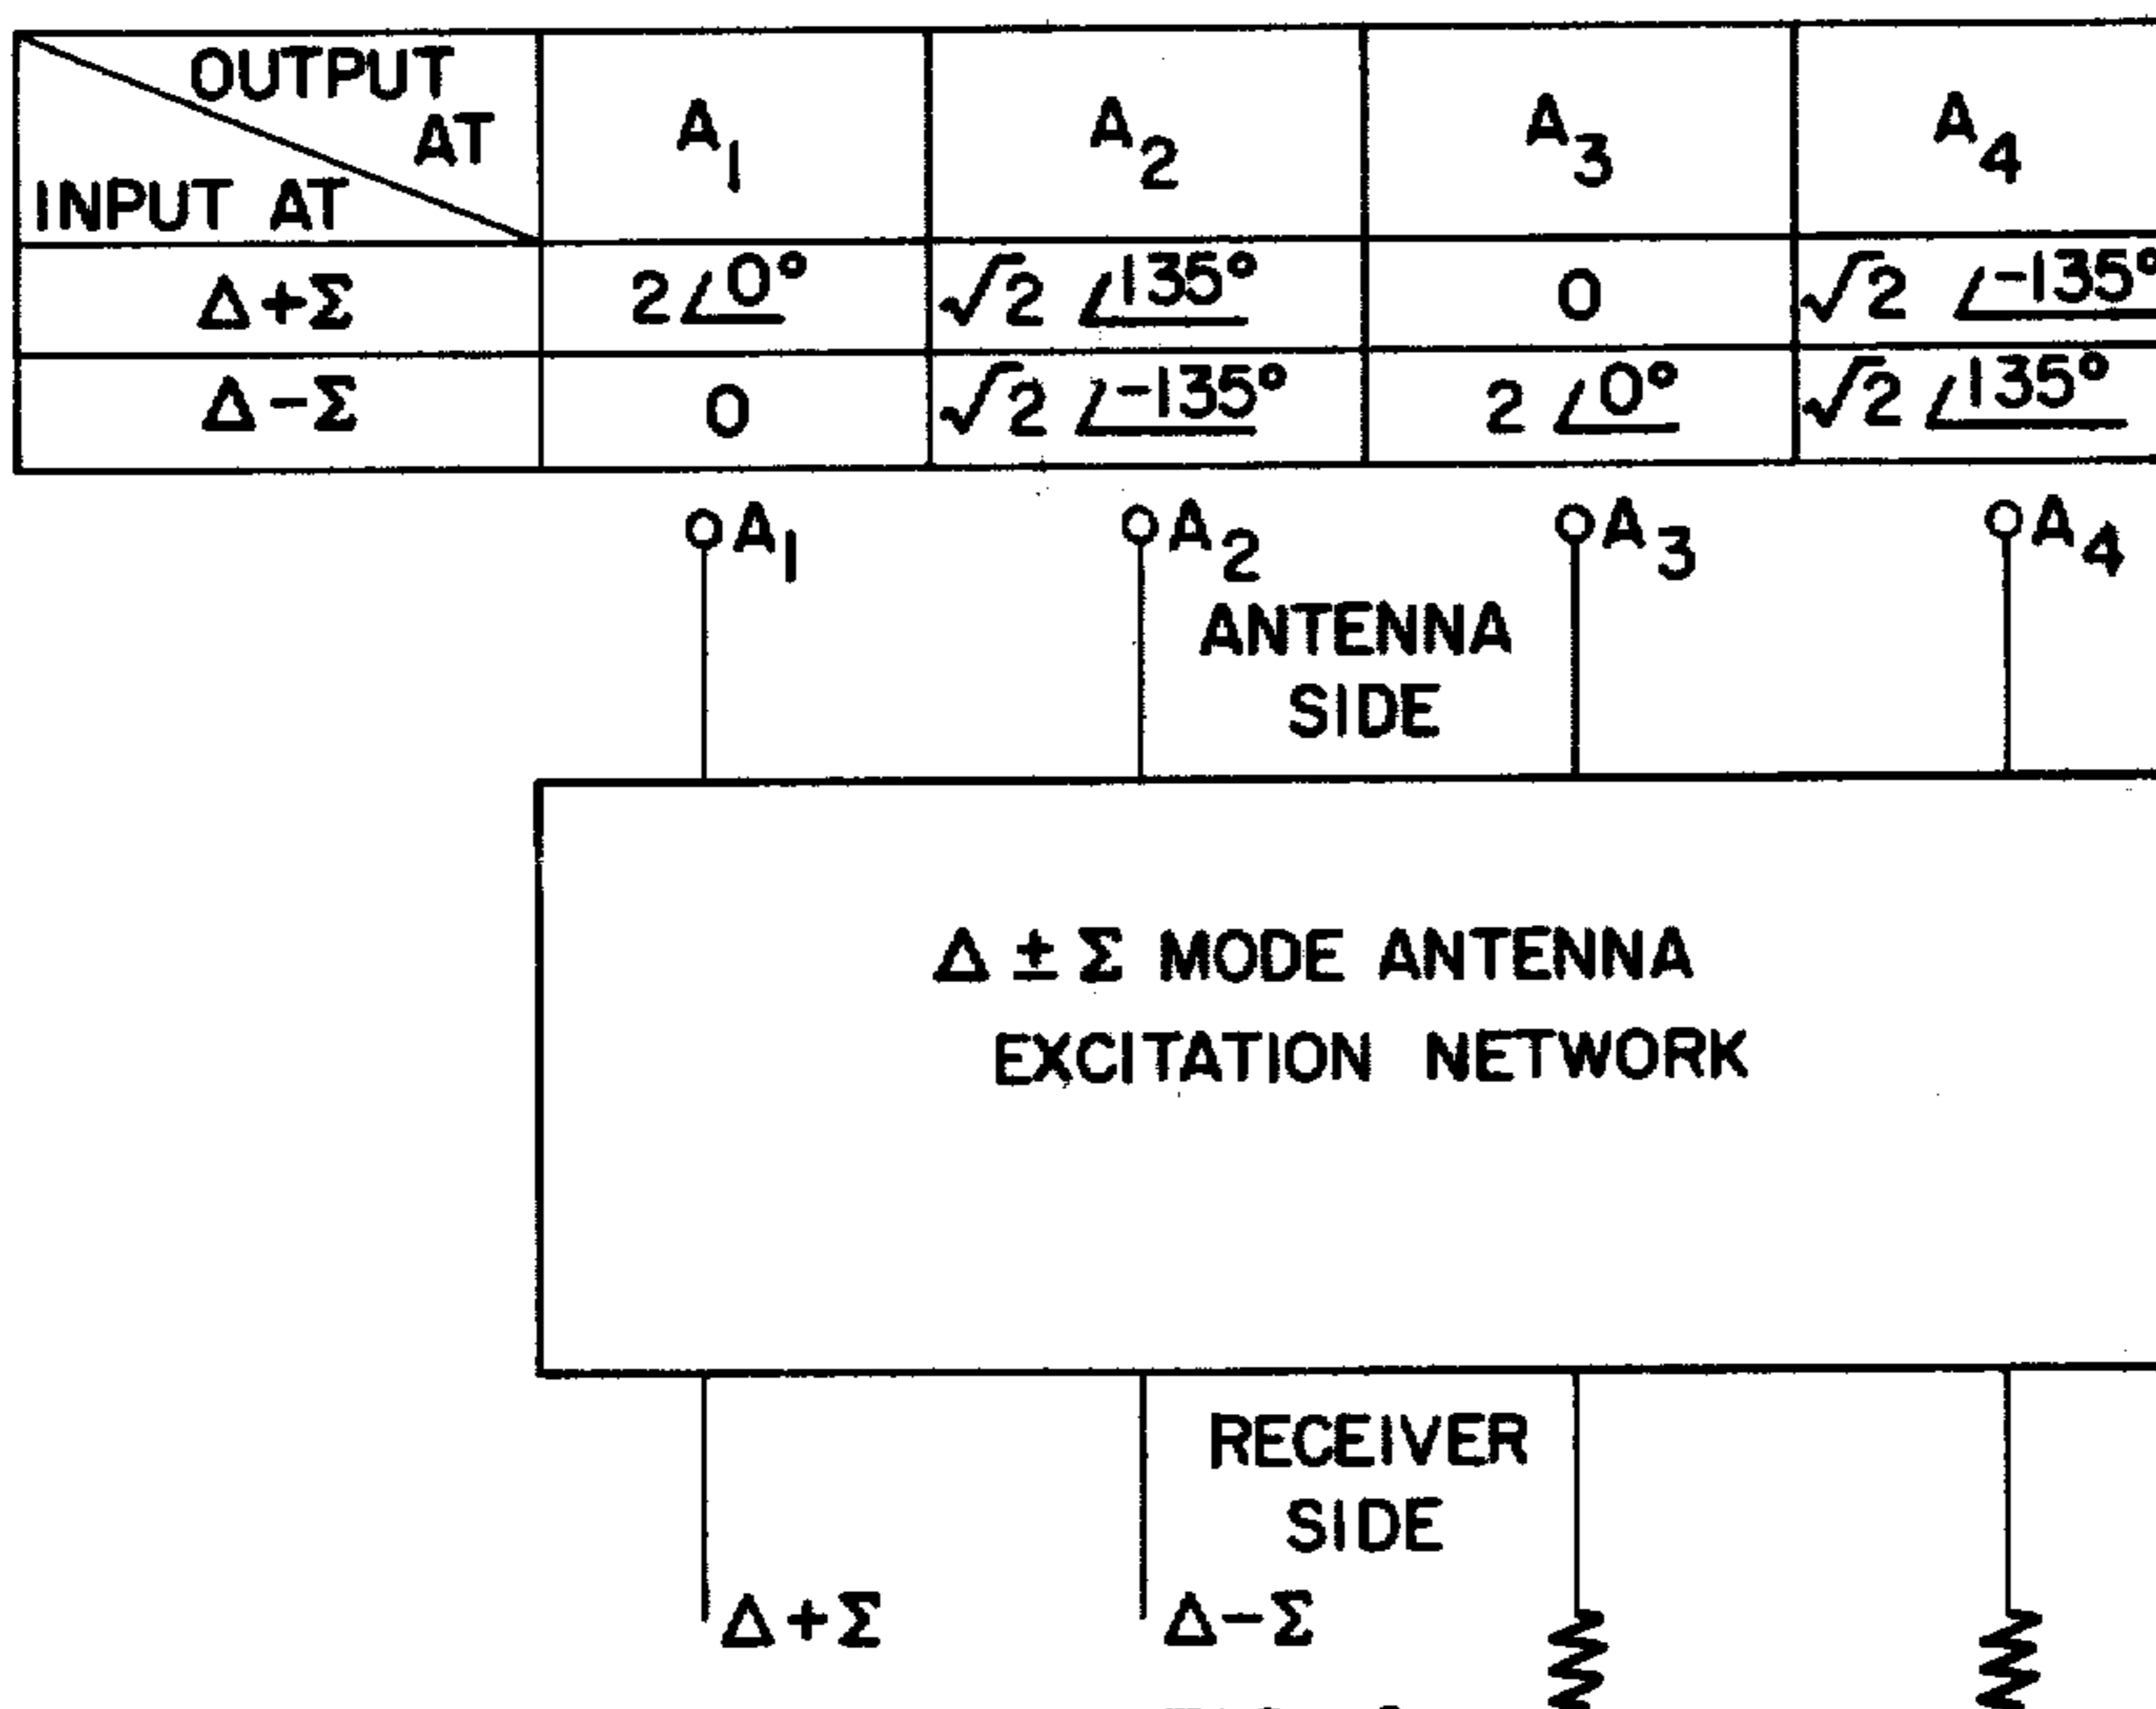 OUTPUT
AT
INPUT AT
A1 A2 A3 A4
Δ+Σ 2∠0° √2 ∠135° 0 √2 ∠-135°
Δ-Σ 0 √2 ∠-135° 2∠0° √2 ∠135°
A1 A2 A3 A4
ANTENNA
SIDE
Δ ± Σ MODE ANTENNA
EXCITATION NETWORK
RECEIVER
SIDE
Δ+Σ Δ-Σ